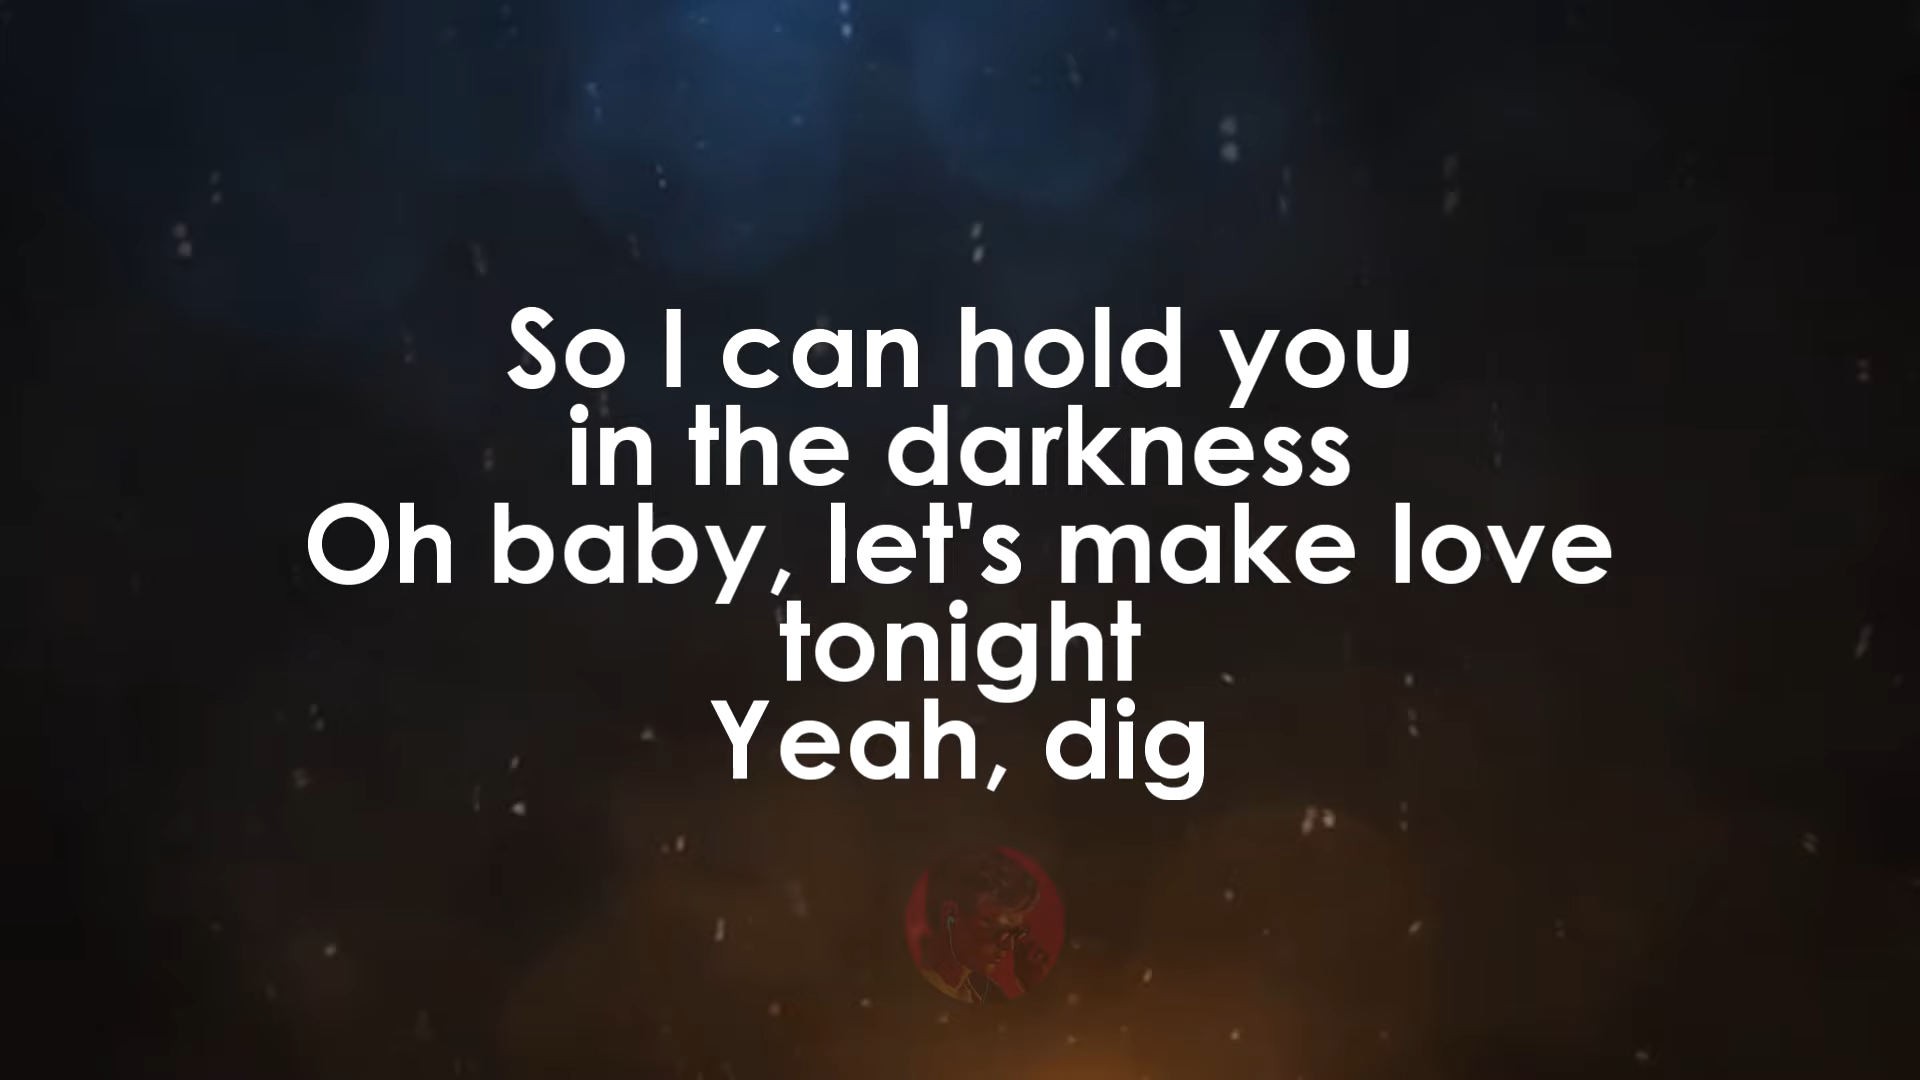 So I can hold you
in the darkness
Oh baby, let's make love
tonight
Yeah, dig